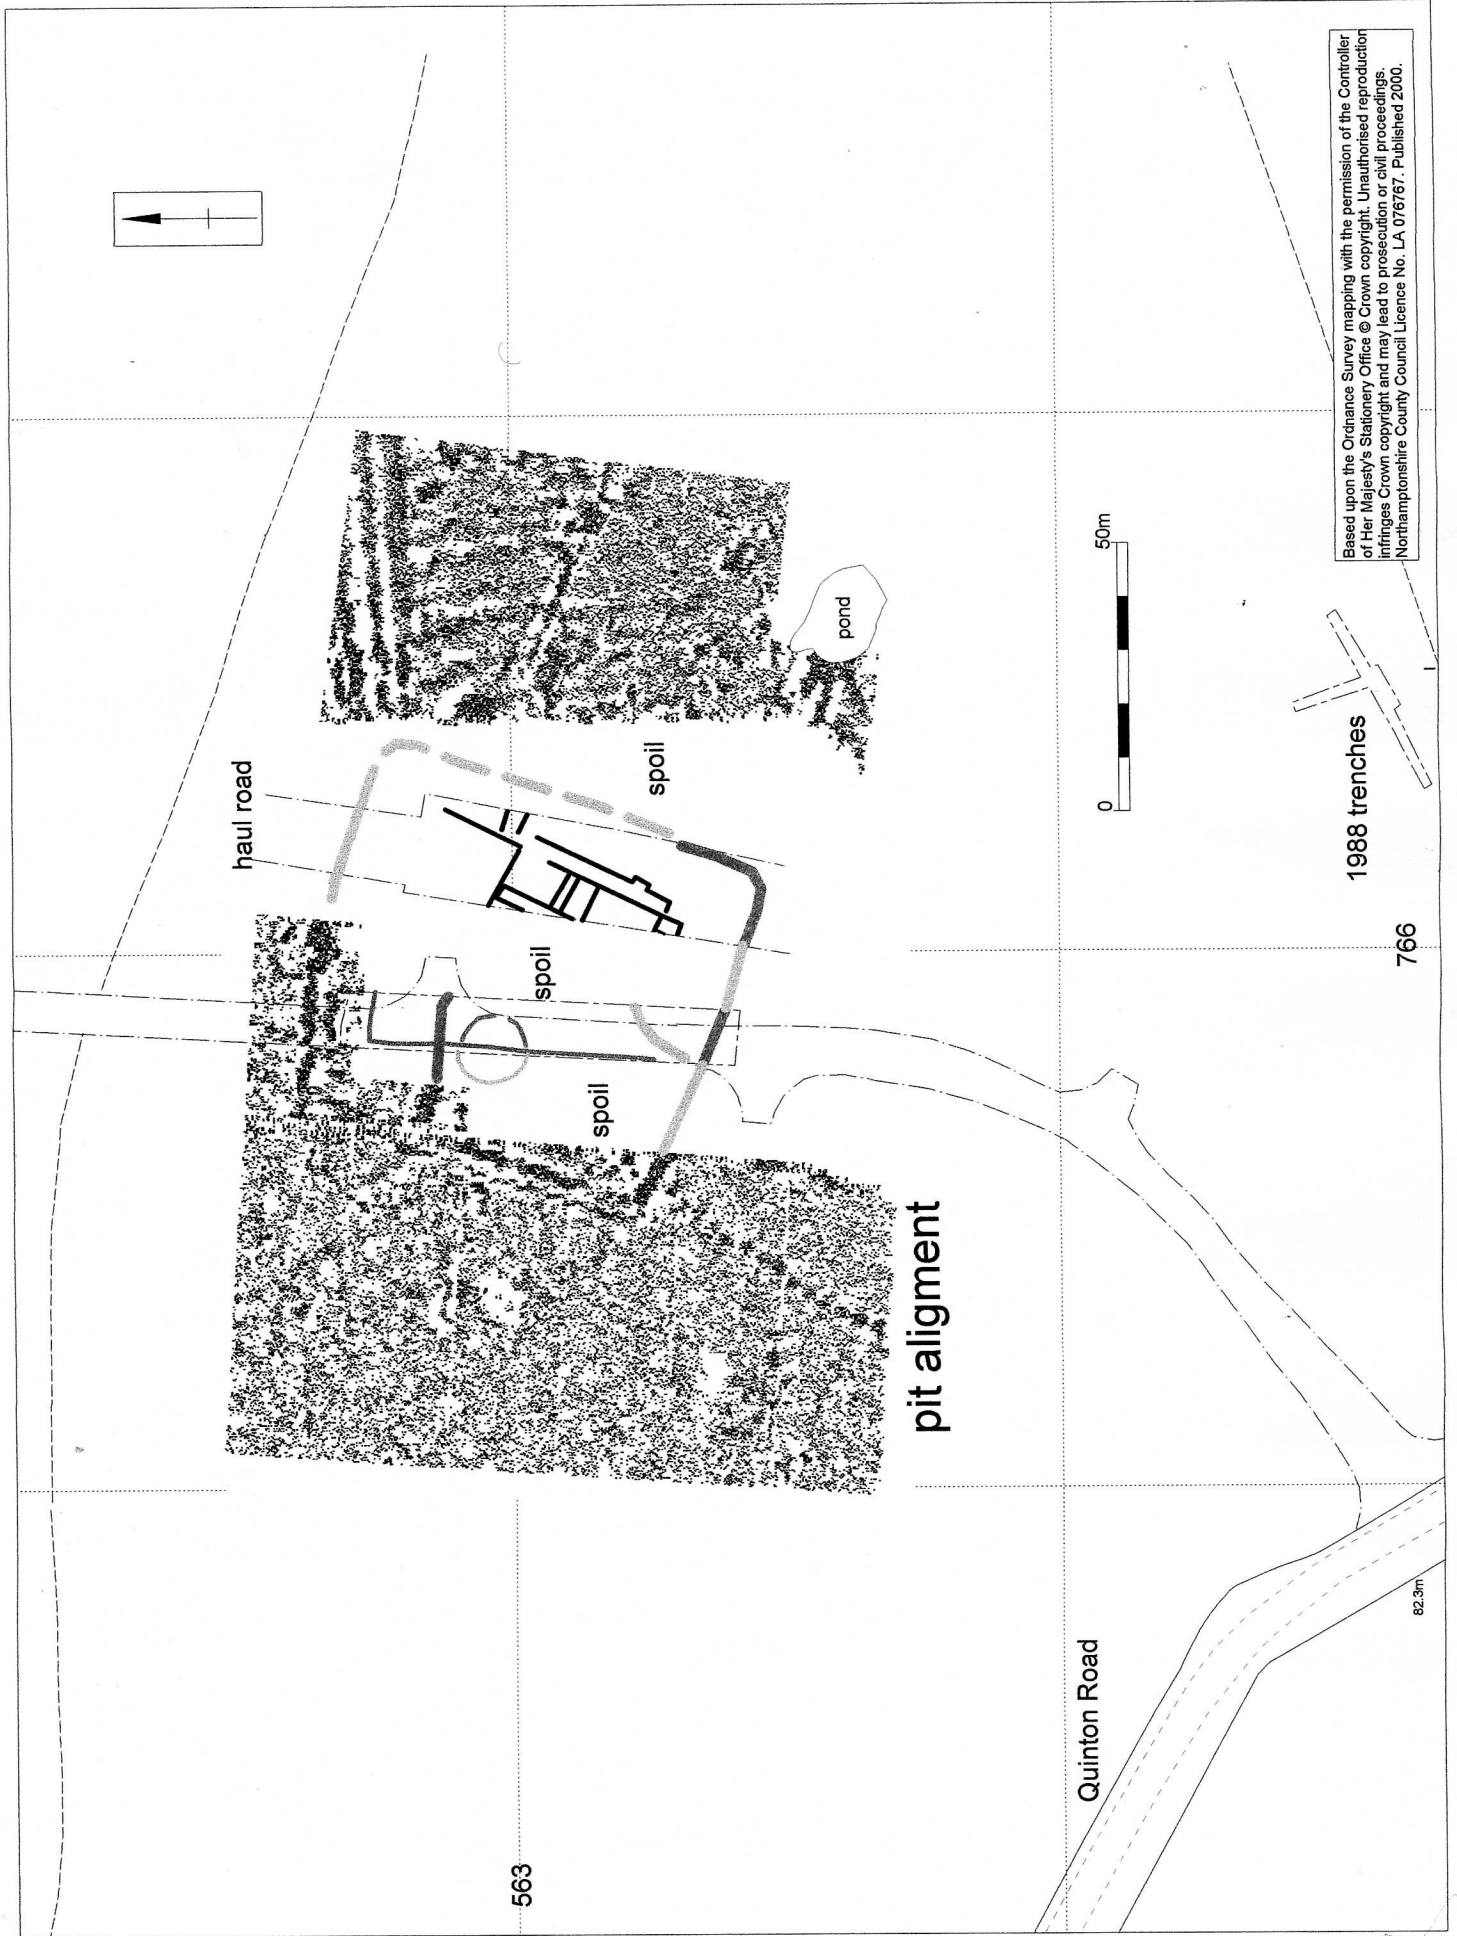 Based upon the Ordnance Survey mapping with the permission of the Controller
of Her Majesty's Stationery Office © Crown copyright. Unauthorised reproduction
infringes Crown copyright and may lead to prosecution or civil proceedings.
Northamptonshire County Council Licence No. LA 076767. Published 2000.
haul road
spoil
spoil
spoil
pond
0
50m
pit aligment
1988 trenches
766
563
Quinton Road
82.3m